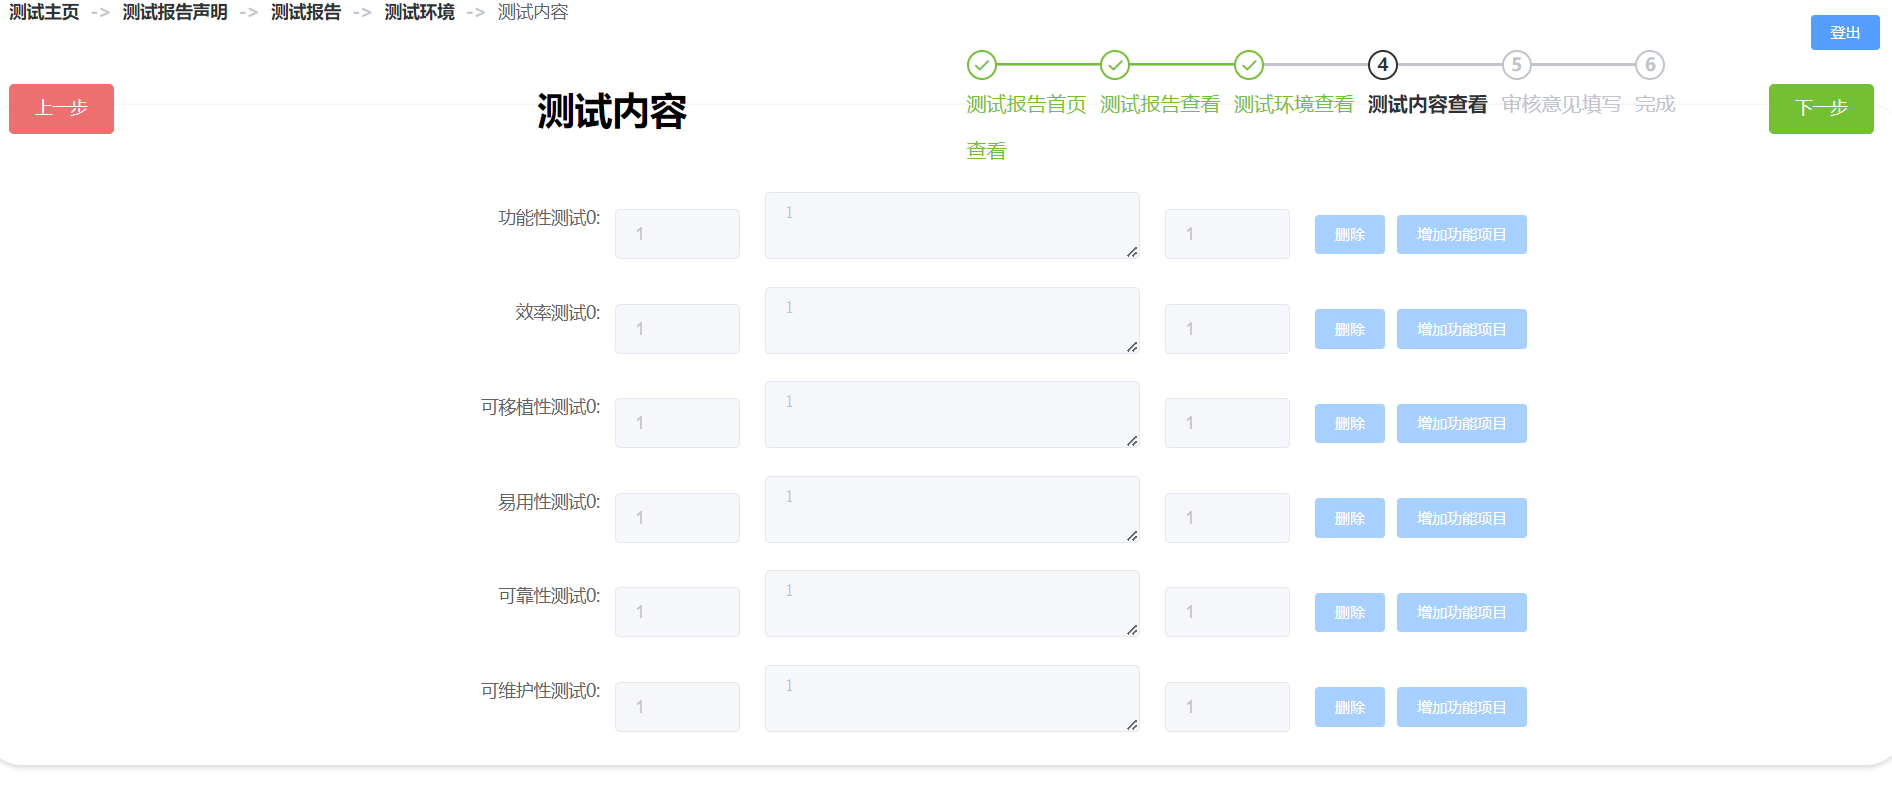 测试主页 -> 测试报告声明 -> 测试报告 -> 测试环境 -> 测试内容
登出
上一步
测试内容
4 5 6
测试报告首页查看 测试报告查看 测试环境查看 测试内容查看 审核意见填写 完成
下一步
功能性测试0: 1 1 1 删除 增加功能项目
效率测试0: 1 1 1 删除 增加功能项目
可移植性测试0: 1 1 1 删除 增加功能项目
易用性测试0: 1 1 1 删除 增加功能项目
可靠性测试0: 1 1 1 删除 增加功能项目
可维护性测试0: 1 1 1 删除 增加功能项目